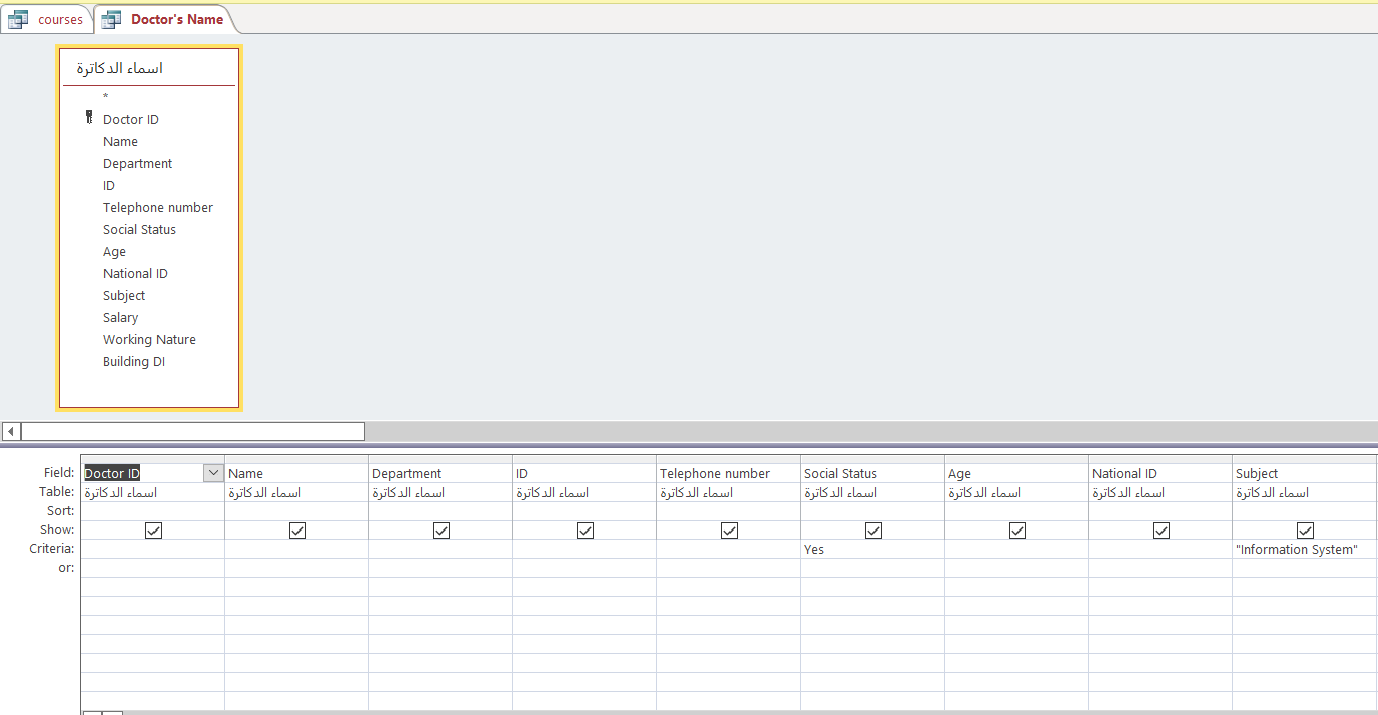 courses Doctor's Name
اسماء الدكاترة
*
Doctor ID
Name
Department
ID
Telephone number
Social Status
Age
National ID
Subject
Salary
Working Nature
Building DI
Field: Doctor ID Name Department ID Telephone number Social Status Age National ID Subject
Table: اسماء الدكاترة اسماء الدكاترة اسماء الدكاترة اسماء الدكاترة اسماء الدكاترة اسماء الدكاترة اسماء الدكاترة اسماء الدكاترة اسماء الدكاترة
Sort:
Show:
Criteria: Yes "Information System"
or: